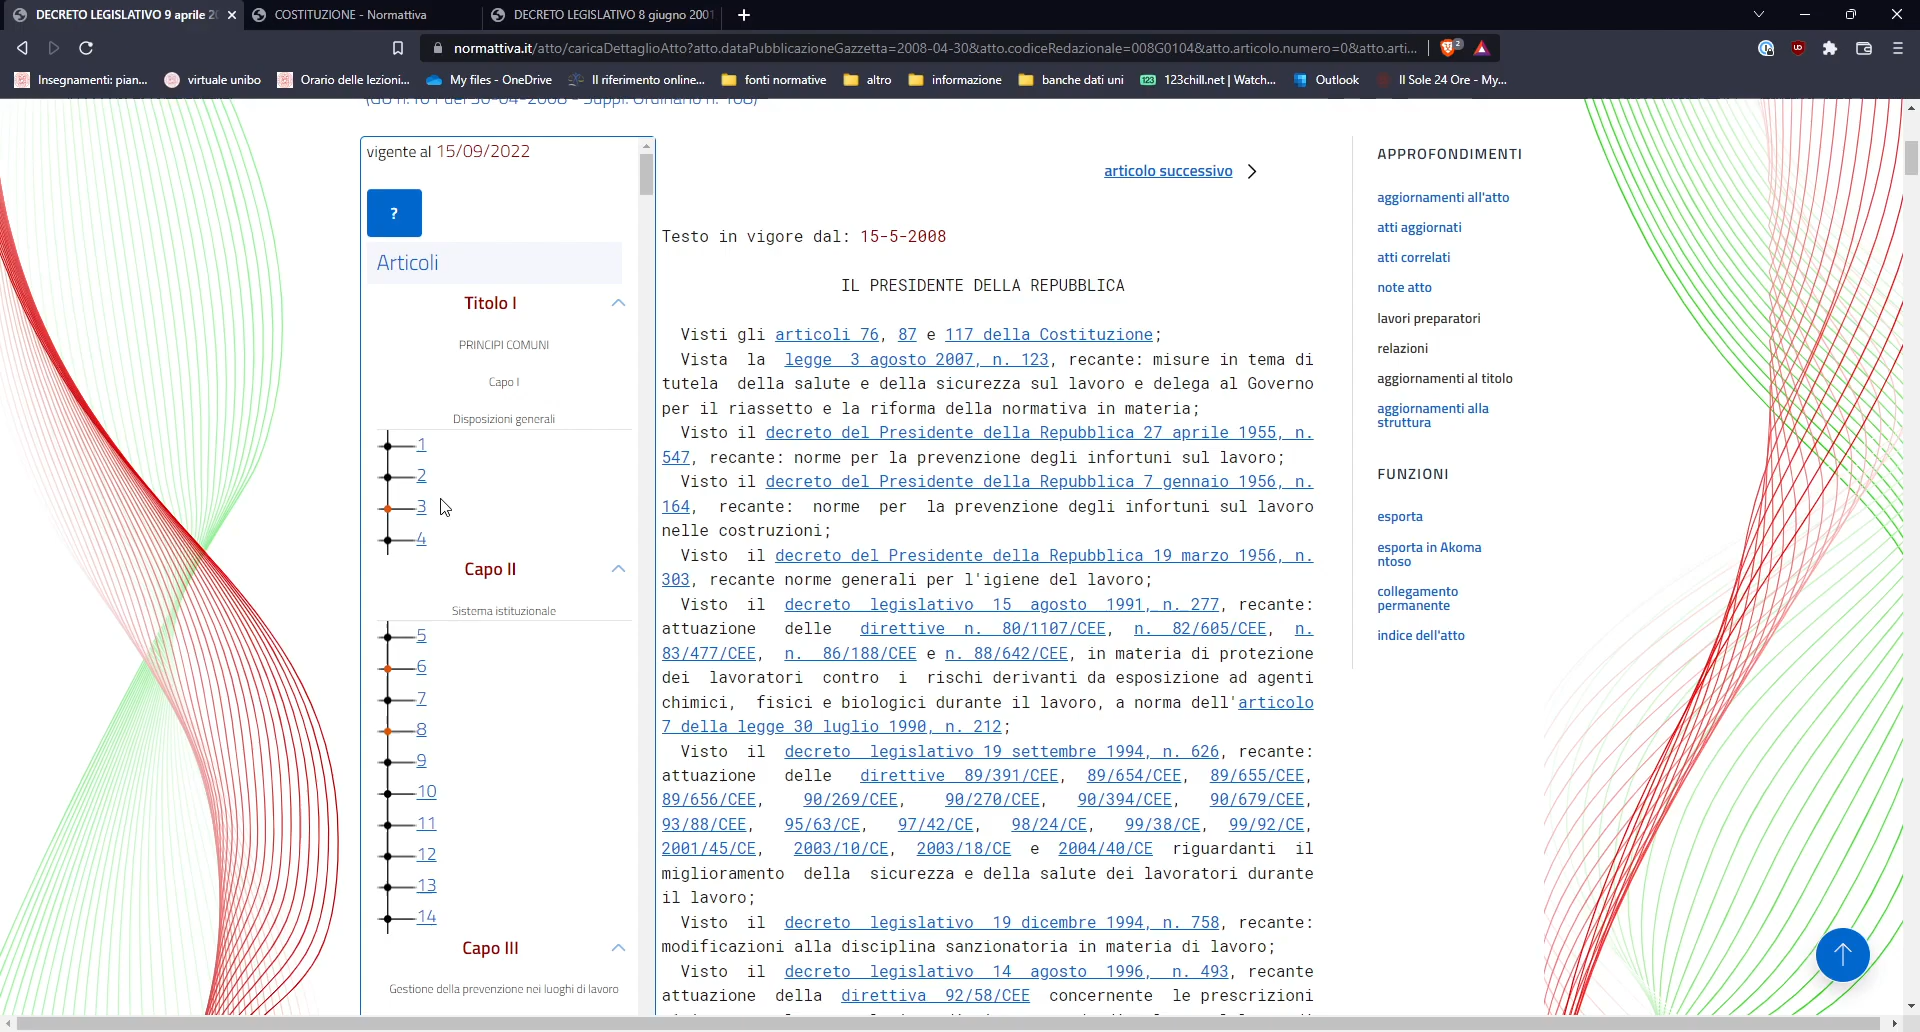 DECRETO LEGISLATIVO 9 aprile 2
COSTITUZIONE - Normattiva
DECRETO LEGISLATIVO 8 giugno 2001
normattiva.it/atto/caricaDettaglioAtto?atto.dataPubblicazioneGazzetta=2008-04-30&atto.codiceRedazionale=008G0104&atto.articolo.numero=0&atto.arti...
2
Insegnamenti: pian...
virtuale unibo
Orario delle lezioni...
My files - OneDrive
Il riferimento online...
fonti normative
altro
informazione
banche dati uni
123
123chill.net | Watch...
Outlook
Il Sole 24 Ore - My...
(GU n.101 del 30-04-2008 - Suppl. Ordinario n. 108)
vigente al 15/09/2022
?
Articoli
Titolo I
PRINCIPI COMUNI
Capo I
Disposizioni generali
1
2
3
4
Capo II
Sistema istituzionale
5
6
7
8
9
10
11
12
13
14
Capo III
Gestione della prevenzione nei luoghi di lavoro
articolo successivo
Testo in vigore dal: 15-5-2008
IL PRESIDENTE DELLA REPUBBLICA
Visti gli articoli 76, 87 e 117 della Costituzione;
Vista la legge 3 agosto 2007, n. 123, recante: misure in tema di
tutela della salute e della sicurezza sul lavoro e delega al Governo
per il riassetto e la riforma della normativa in materia;
Visto il decreto del Presidente della Repubblica 27 aprile 1955, n.
547, recante: norme per la prevenzione degli infortuni sul lavoro;
Visto il decreto del Presidente della Repubblica 7 gennaio 1956, n.
164, recante: norme per la prevenzione degli infortuni sul lavoro
nelle costruzioni;
Visto il decreto del Presidente della Repubblica 19 marzo 1956, n.
303, recante norme generali per l'igiene del lavoro;
Visto il decreto legislativo 15 agosto 1991, n. 277, recante:
attuazione delle direttive n. 80/1107/CEE, n. 82/605/CEE, n.
83/477/CEE, n. 86/188/CEE e n. 88/642/CEE, in materia di protezione
dei lavoratori contro i rischi derivanti da esposizione ad agenti
chimici, fisici e biologici durante il lavoro, a norma dell'articolo
7 della legge 30 luglio 1990, n. 212;
Visto il decreto legislativo 19 settembre 1994, n. 626, recante:
attuazione delle direttive 89/391/CEE, 89/654/CEE, 89/655/CEE,
89/656/CEE, 90/269/CEE, 90/270/CEE, 90/394/CEE, 90/679/CEE,
93/88/CEE, 95/63/CE, 97/42/CE, 98/24/CE, 99/38/CE, 99/92/CE,
2001/45/CE, 2003/10/CE, 2003/18/CE e 2004/40/CE riguardanti il
miglioramento della sicurezza e della salute dei lavoratori durante
il lavoro;
Visto il decreto legislativo 19 dicembre 1994, n. 758, recante:
modificazioni alla disciplina sanzionatoria in materia di lavoro;
Visto il decreto legislativo 14 agosto 1996, n. 493, recante
attuazione della direttiva 92/58/CEE concernente le prescrizioni
APPROFONDIMENTI
aggiornamenti all'atto
atti aggiornati
atti correlati
note atto
lavori preparatori
relazioni
aggiornamenti al titolo
aggiornamenti alla
struttura
FUNZIONI
esporta
esporta in Akoma
ntoso
collegamento
permanente
indice dell'atto